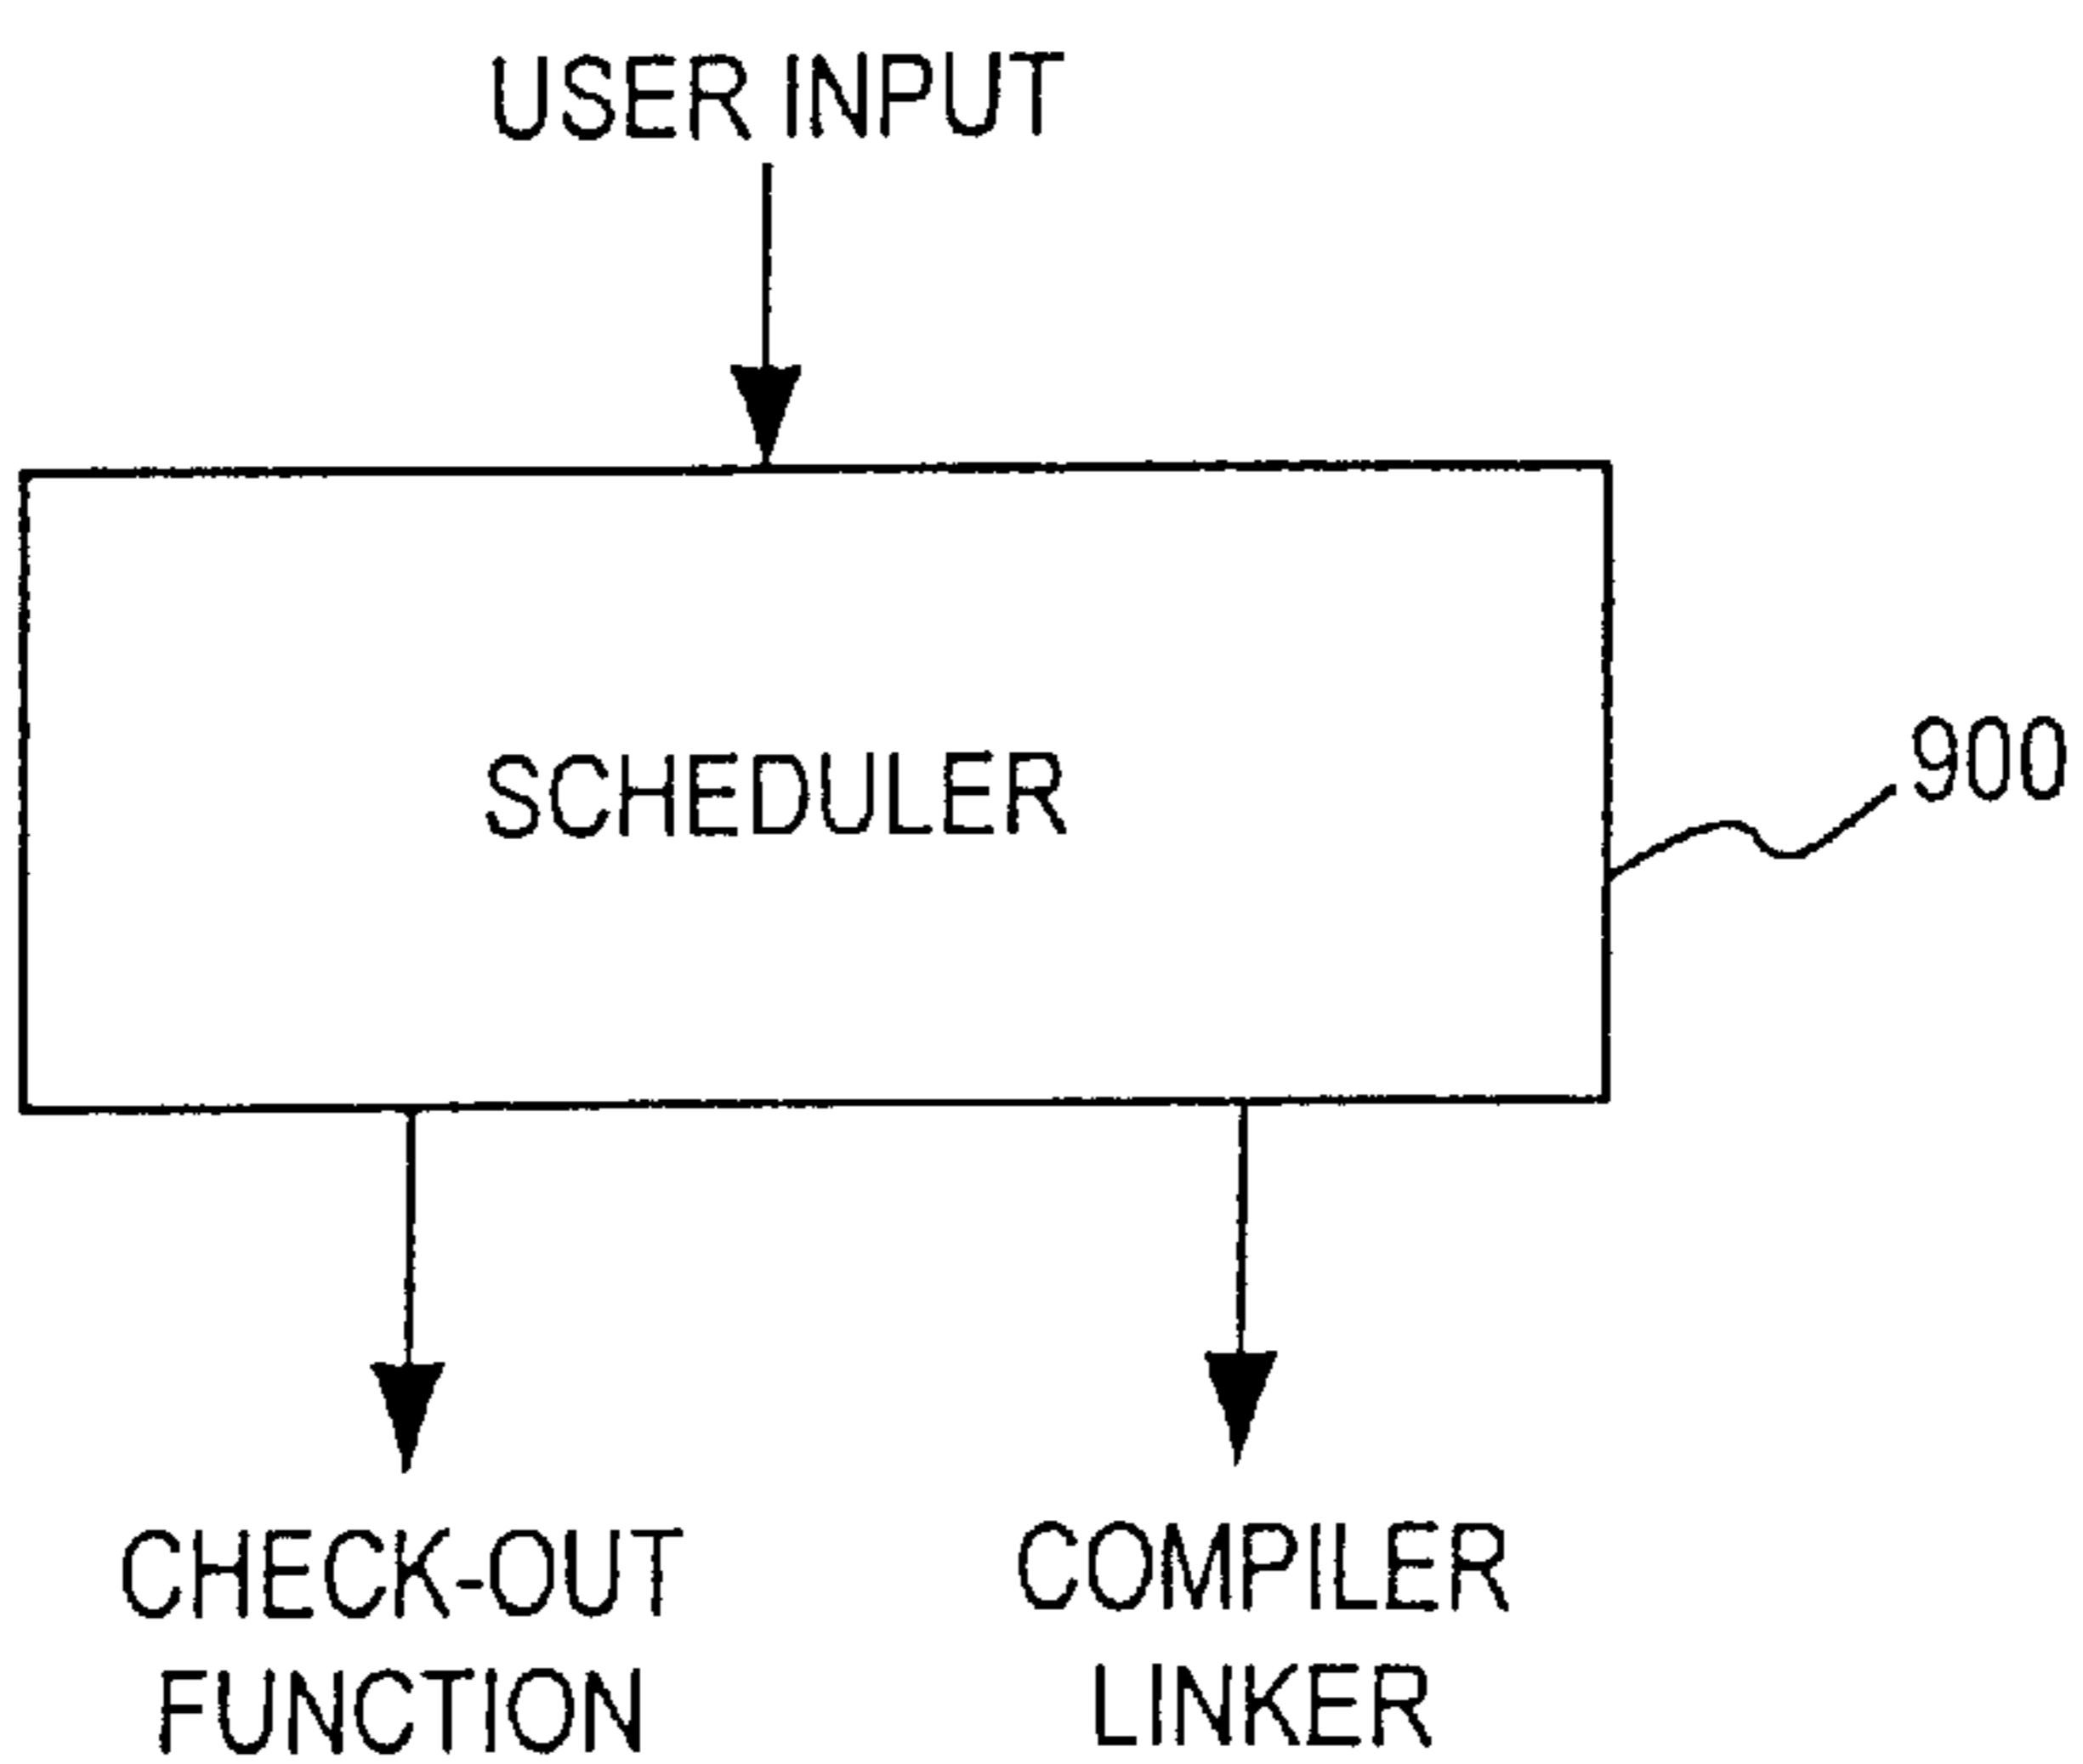 USER INPUT
SCHEDULER
900
CHECK-OUT
FUNCTION
COMPILER
LINKER